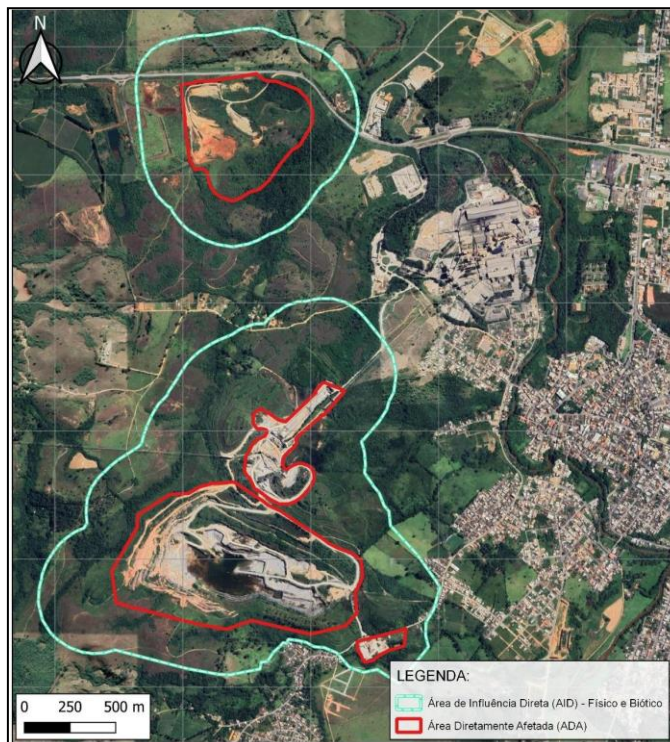 N
0 250 500 m
LEGENDA:
Área de Influência Direta (AID) - Físico e Biótico
Área Diretamente Afetada (ADA)